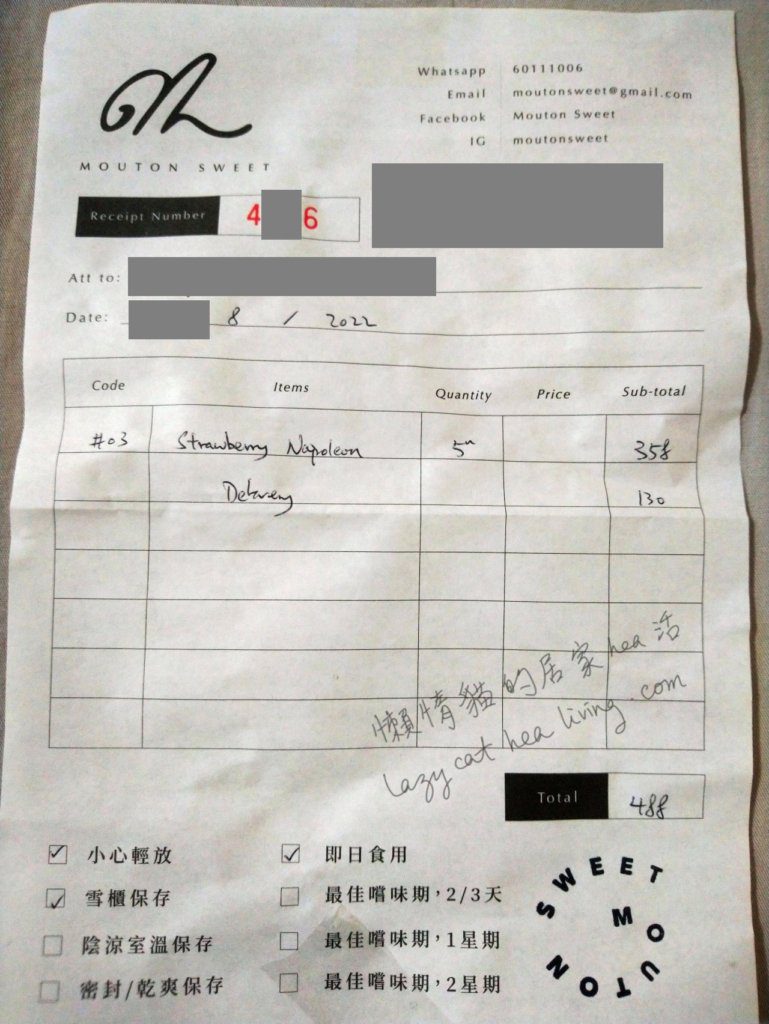 MOUTON SWEET
Whatsapp 60111006
Email moutonsweet@gmail.com
Facebook Mouton Sweet
IG moutonsweet
Receipt Number 4 6
Att to:
Date: 8 / 2022
Code Items Quantity Price Sub-total
#03 Strawberry Napoleon 5" 358
Delivery 130
懶惰貓的居家hea活
lazy cat hea living.com
Total 488
小心輕放 即日食用
雪櫃保存 最佳嚐味期，2/3天
陰涼室溫保存 最佳嚐味期，1星期
密封/乾爽保存 最佳嚐味期，2星期
SWEET MOUTON